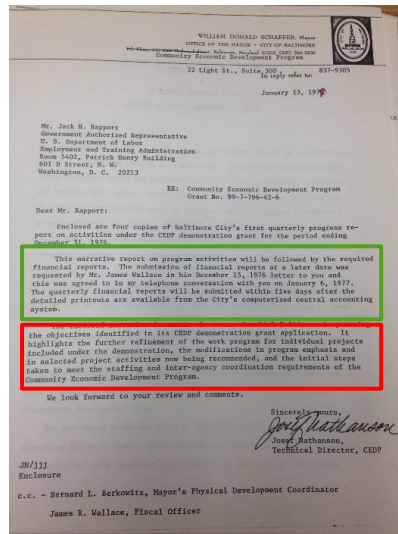 WILLIAM DONALD SCHAEFER, Mayor
OFFICE OF THE MAYOR · CITY OF BALTIMORE
Community Economic Development Program
22 Light St., Suite 300
837-9305
In reply refer to:
January 13, 1977
Mr. Jack H. Rapport
Government Authorized Representative
U. S. Department of Labor
Employment and Training Administration
Room 5402, Patrick Henry Building
601 D Street, N. W.
Washington, D. C. 20213
RE: Community Economic Development Program
Grant No. 99-7-796-42-6
Dear Mr. Rapport:
Enclosed are four copies of Baltimore City's first quarterly progress re-
port on activities under the CEDP demonstration grant for the period ending
December 31, 1976.
This narrative report on program activities will be followed by the required
financial reports. The submission of financial reports at a later date was
requested by Mr. James Wallace in his December 15, 1976 letter to you and
this was agreed to in my telephone conversation with you on January 6, 1977.
The quarterly financial reports will be submitted within five days after the
detailed printouts are available from the City's computerized central accounting
system.
the objectives identified in its CEDP demonstration grant application. It
highlights the further refinement of the work program for individual projects
included under the demonstration, the modifications in program emphasis and
in selected project activities now being recommended, and the initial steps
taken to meet the staffing and inter-agency coordination requirements of the
Community Economic Development Program.
We look forward to your review and comments.
Sincerely yours,
Josef Nathanson
Josef Nathanson,
Technical Director, CEDP
JN/jjj
Enclosure
c.c. - Bernard L. Berkowitz, Mayor's Physical Development Coordinator
James R. Wallace, Fiscal Officer